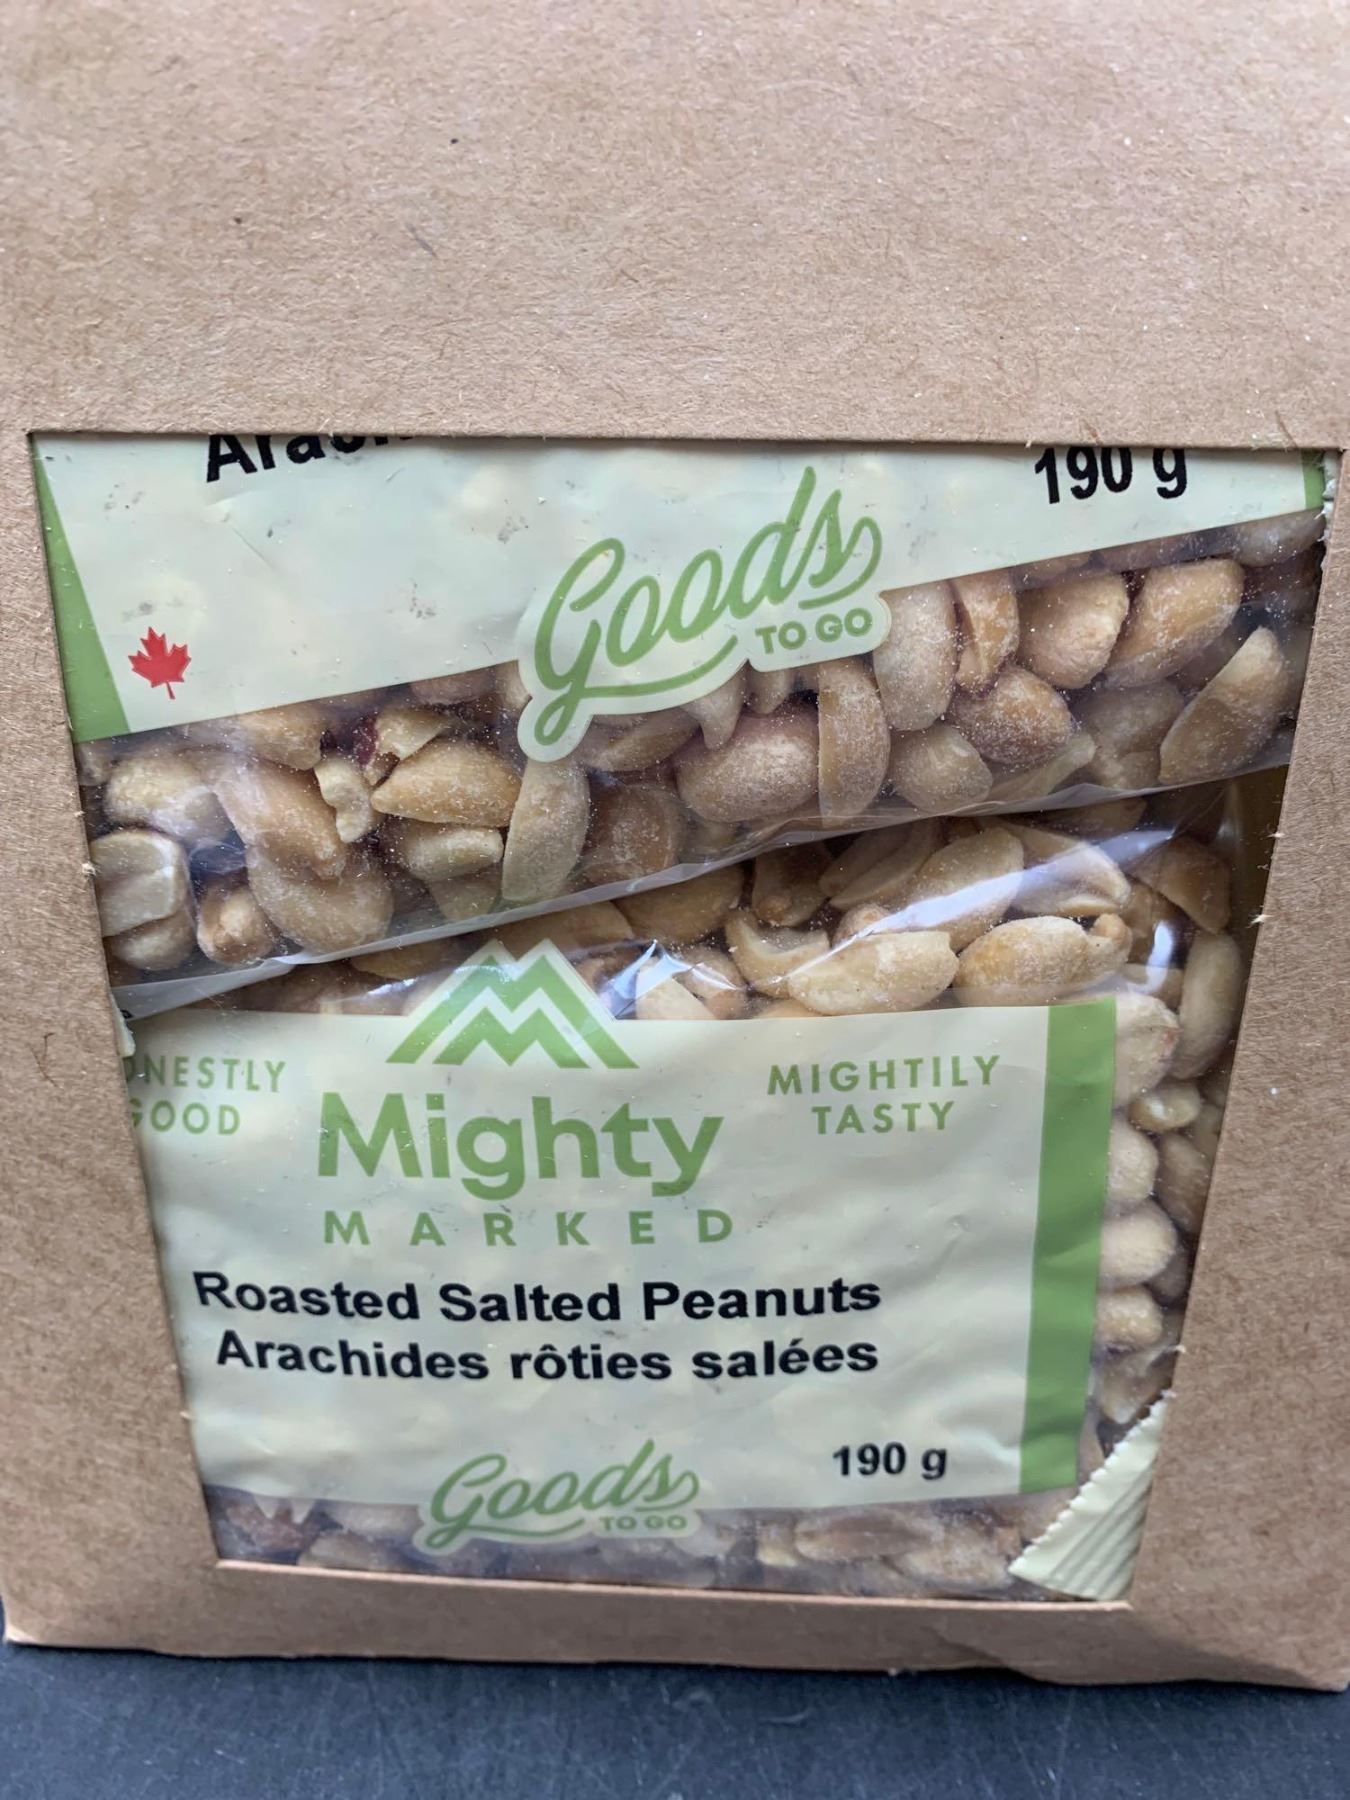 190 g
Goods
TO GO
NESTLY
OOD
Mighty
MARKED
MIGHTILY
TASTY
Roasted Salted Peanuts
Arachides rôties salées
190 g
Goods
TO GO